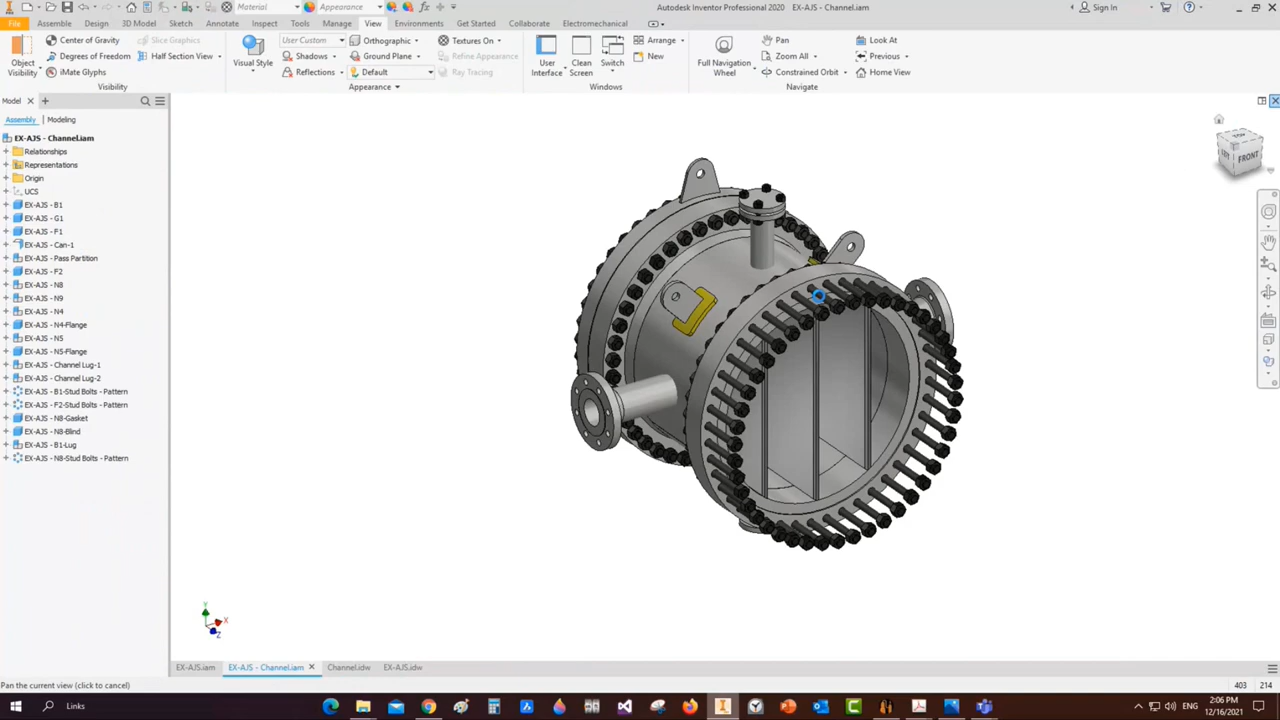 Material
Appearance
Autodesk Inventor Professional 2020
EX-AJS - Channel.iam
Sign In
File
Assemble
Design
3D Model
Sketch
Annotate
Inspect
Tools
Manage
View
Environments
Get Started
Collaborate
Electromechanical
Object Visibility
Center of Gravity
Degrees of Freedom
iMate Glyphs
Slice Graphics
Half Section View
Visibility
Visual Style
User Custom
Shadows
Reflections
Orthographic
Ground Plane
Default
Textures On
Refine Appearance
Ray Tracing
Appearance
User Interface
Clean Screen
Switch
Arrange
New
Windows
Full Navigation Wheel
Pan
Zoom All
Constrained Orbit
Look At
Previous
Home View
Navigate
Model
Assembly
Modeling
EX-AJS - Channel.iam
Relationships
Representations
Origin
UCS
EX-AJS - B1
EX-AJS - G1
EX-AJS - F1
EX-AJS - Can-1
EX-AJS - Pass Partition
EX-AJS - F2
EX-AJS - N8
EX-AJS - N9
EX-AJS - N4
EX-AJS - N4-Flange
EX-AJS - N5
EX-AJS - N5-Flange
EX-AJS - Channel Lug-1
EX-AJS - Channel Lug-2
EX-AJS - B1-Stud Bolts - Pattern
EX-AJS - F2-Stud Bolts - Pattern
EX-AJS - N8-Gasket
EX-AJS - N8-Blind
EX-AJS - B1-Lug
EX-AJS - N8-Stud Bolts - Pattern
FRONT
Y
X
Z
EX-AJS.iam
EX-AJS - Channel.iam
Channel.idw
EX-AJS.idw
Pan the current view (click to cancel)
403
214
Links
2:06 PM
12/16/2021